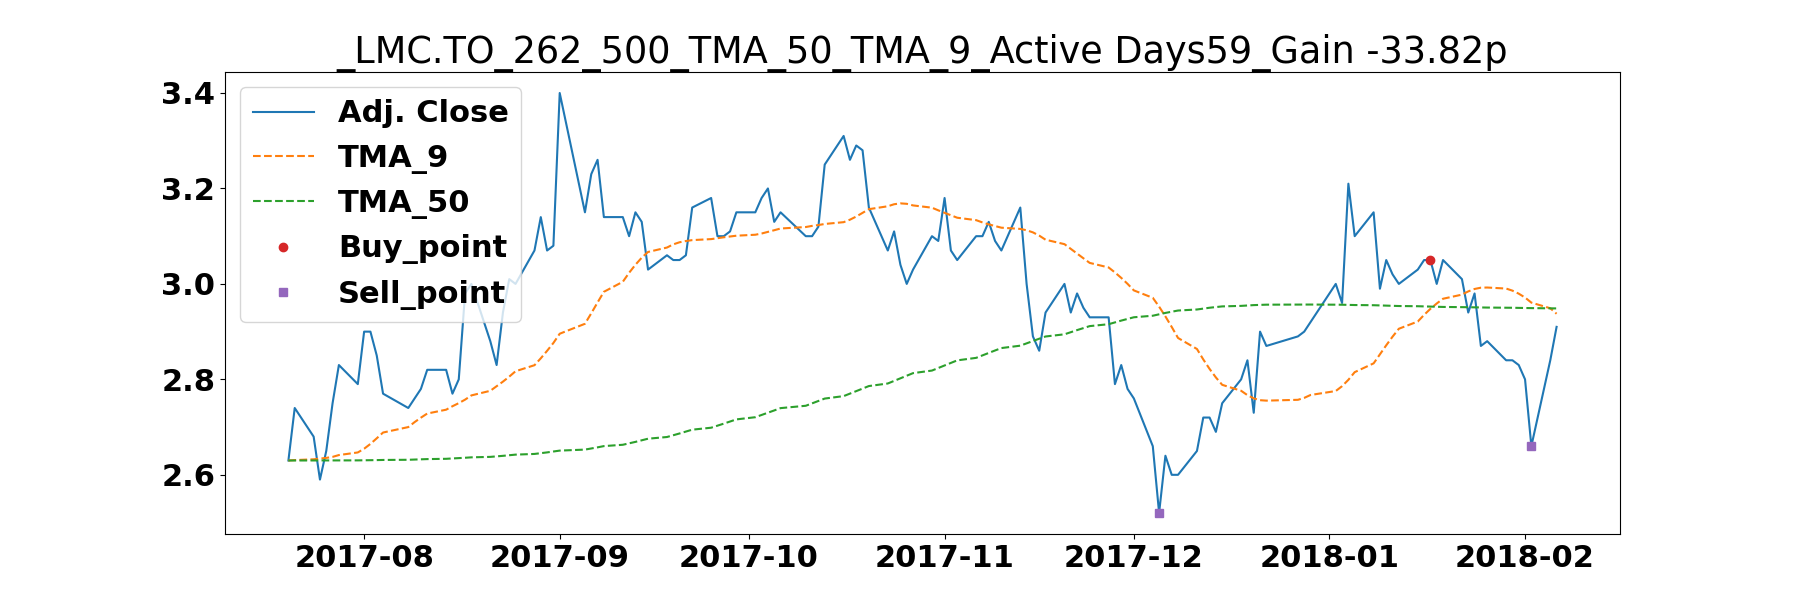 _LMC.TO_262_500_TMA_50_TMA_9_Active Days59_Gain -33.82p
3.4
3.2
3.0
2.8
2.6
Adj. Close
TMA_9
TMA_50
Buy_point
Sell_point
2017-08 2017-09 2017-10 2017-11 2017-12 2018-01 2018-02